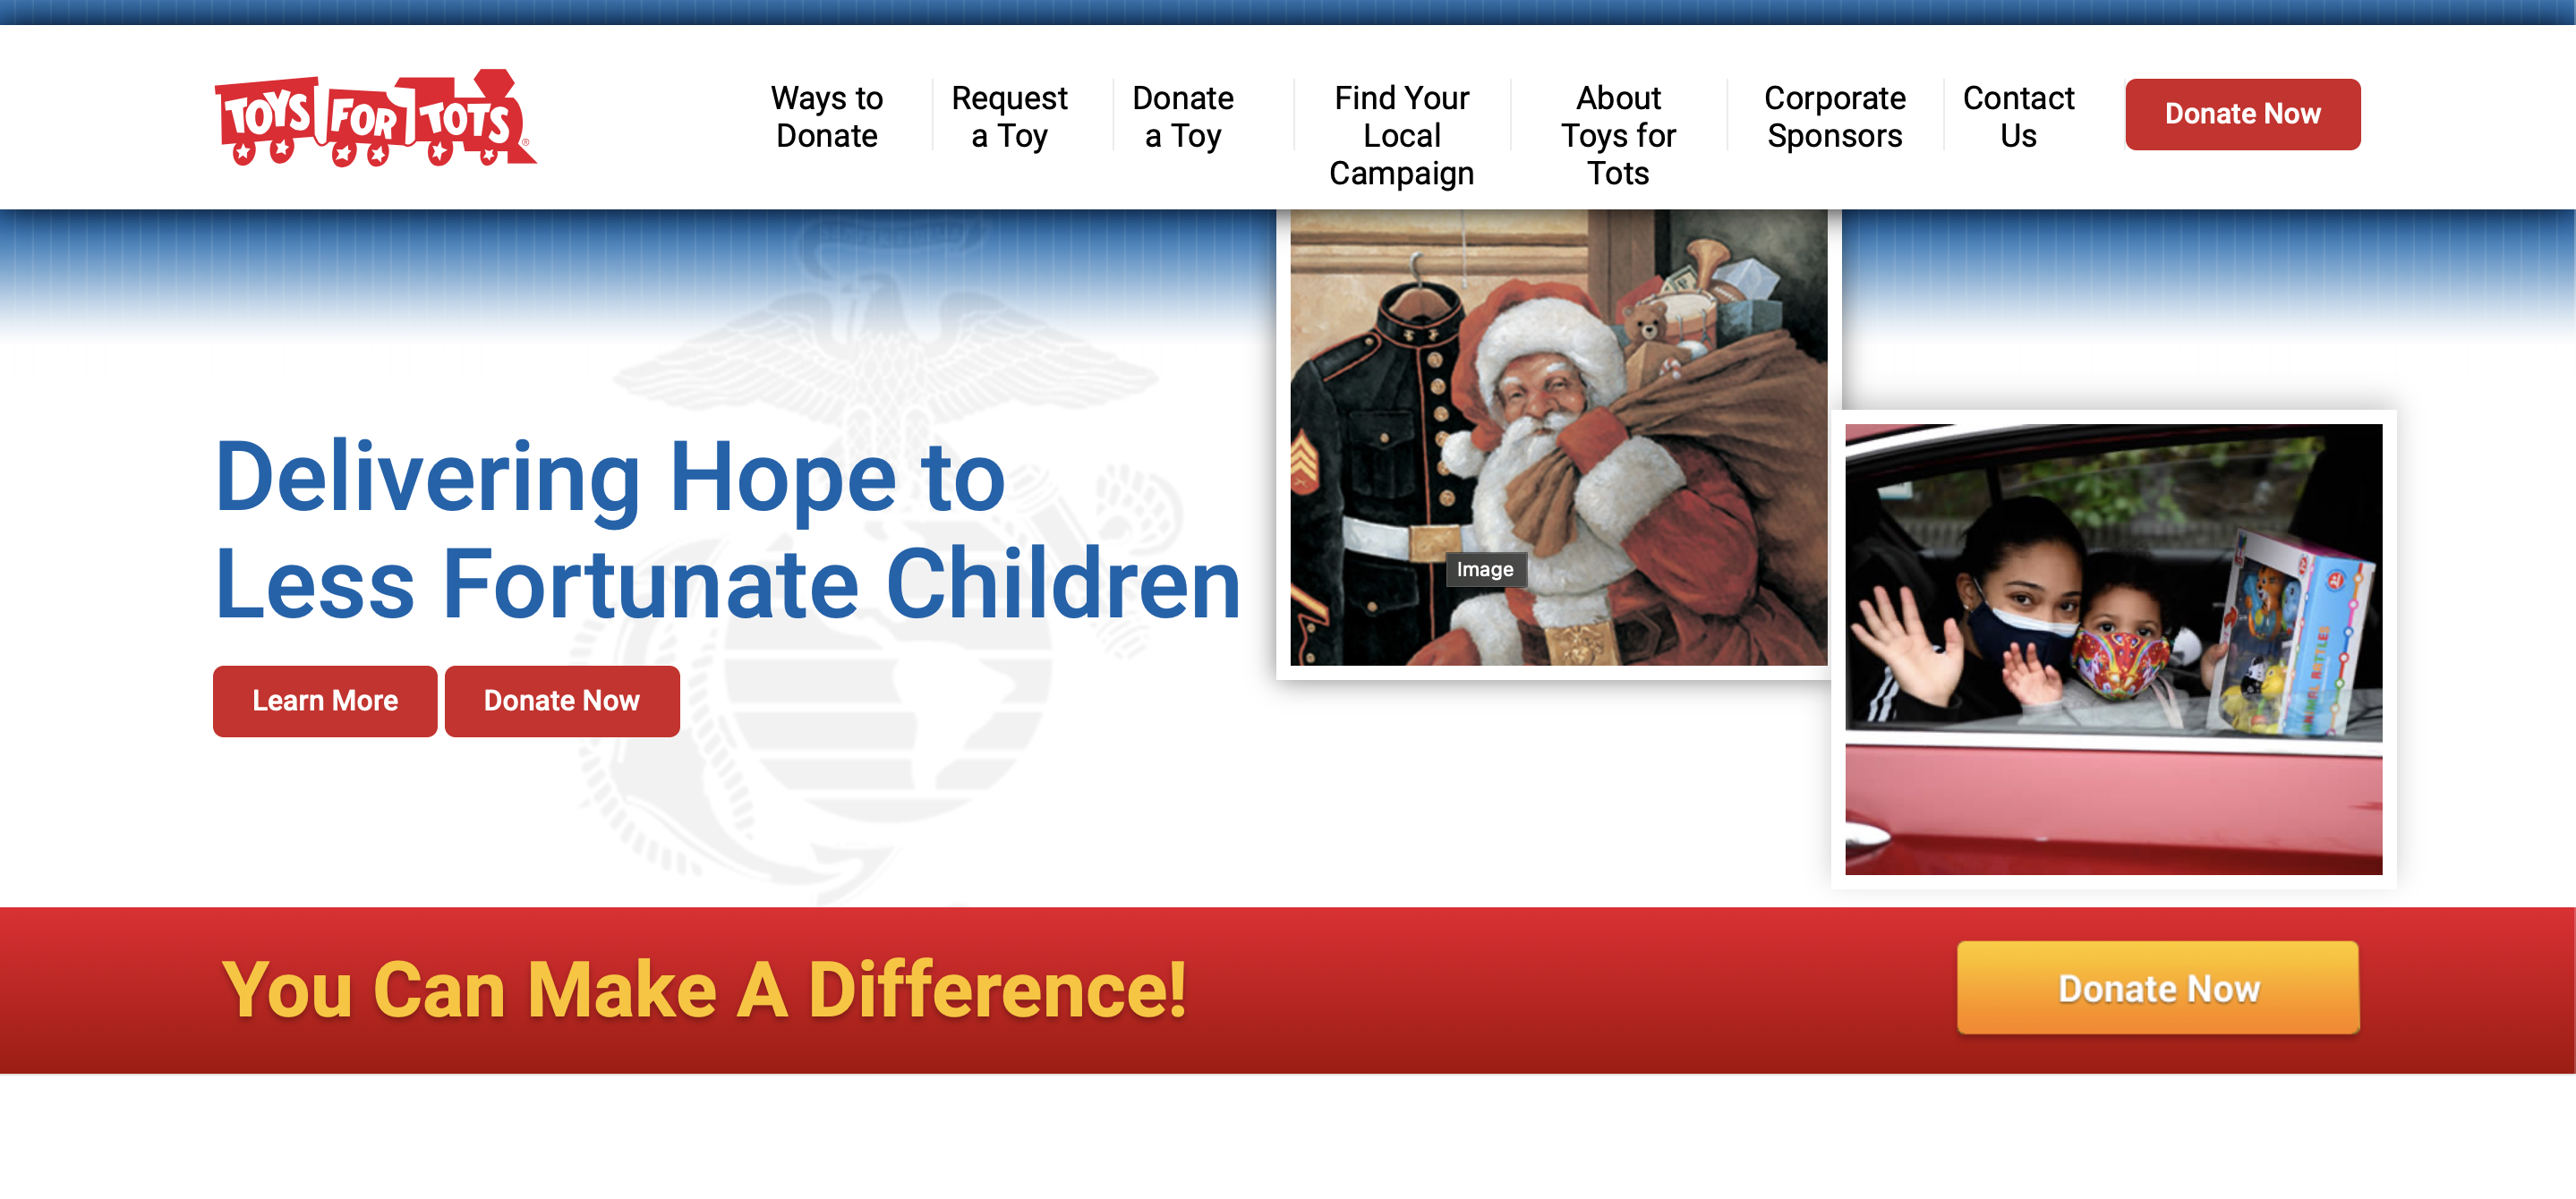 TOYS FOR TOTS®
Ways to
Donate
Request
a Toy
Donate
a Toy
Find Your
Local
Campaign
About
Toys for
Tots
Corporate
Sponsors
Contact
Us
Donate Now
Delivering Hope to
Less Fortunate Children
Learn More
Donate Now
Image
ANIMAL RATTLES
You Can Make A Difference!
Donate Now